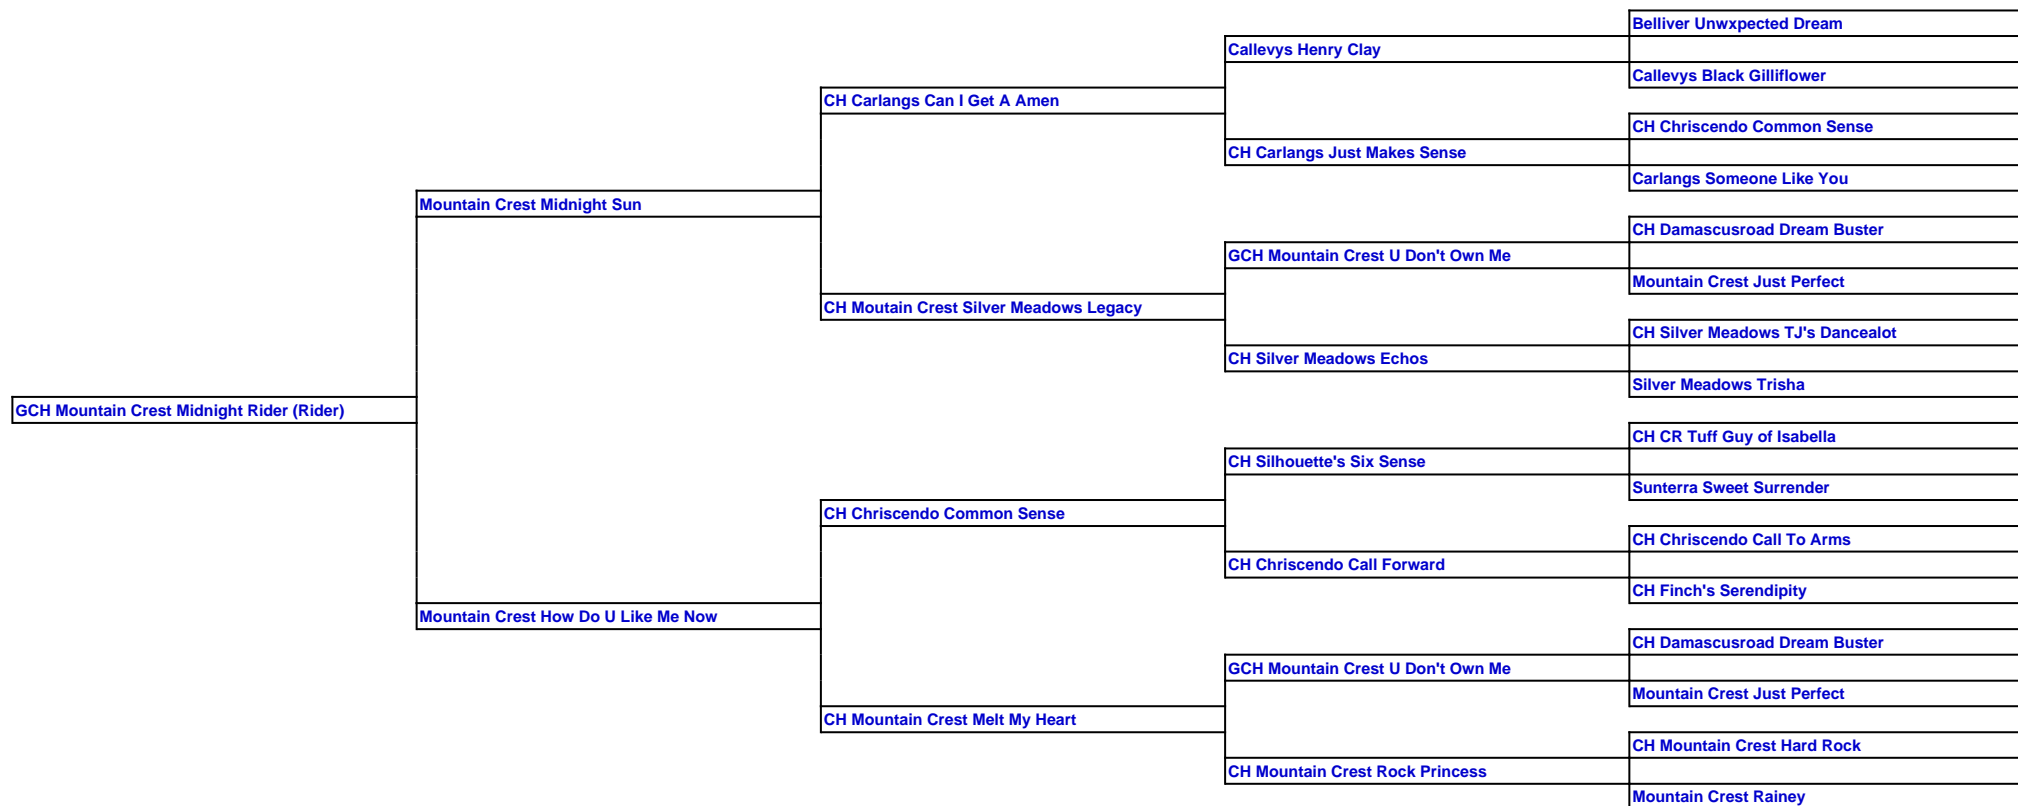 Belliver Unwxpected Dream
Callevys Henry Clay
Callevys Black Gilliflower
CH Carlangs Can I Get A Amen
CH Chriscendo Common Sense
CH Carlangs Just Makes Sense
Carlangs Someone Like You
Mountain Crest Midnight Sun
CH Damascusroad Dream Buster
GCH Mountain Crest U Don't Own Me
Mountain Crest Just Perfect
CH Moutain Crest Silver Meadows Legacy
CH Silver Meadows TJ's Dancealot
CH Silver Meadows Echos
Silver Meadows Trisha
GCH Mountain Crest Midnight Rider (Rider)
CH CR Tuff Guy of Isabella
CH Silhouette's Six Sense
Sunterra Sweet Surrender
CH Chriscendo Common Sense
CH Chriscendo Call To Arms
CH Chriscendo Call Forward
CH Finch's Serendipity
Mountain Crest How Do U Like Me Now
CH Damascusroad Dream Buster
GCH Mountain Crest U Don't Own Me
Mountain Crest Just Perfect
CH Mountain Crest Melt My Heart
CH Mountain Crest Hard Rock
CH Mountain Crest Rock Princess
Mountain Crest Rainey